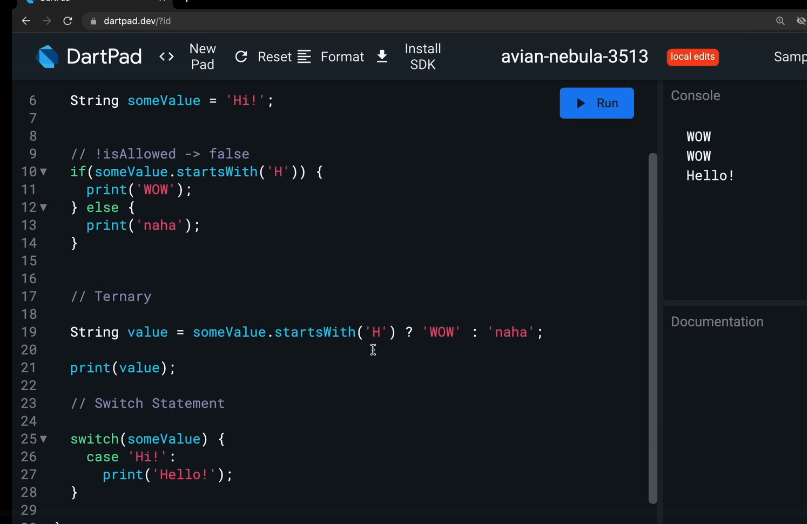 dartpad.dev/?id
DartPad
<>
New Pad
Reset
Format
Install SDK
avian-nebula-3513
local edits
6 String someValue = 'Hi!';
7
8
9 // !isAllowed -> false
10 if(someValue.startsWith('H')) {
11 print('WOW');
12 } else {
13 print('naha');
14 }
15
16
17 // Ternary
18
19 String value = someValue.startsWith('H') ? 'WOW' : 'naha';
20
21 print(value);
22
23 // Switch Statement
24
25 switch(someValue) {
26 case 'Hi!':
27 print('Hello!');
28 }
29
Run
Console
WOW
WOW
Hello!
Documentation